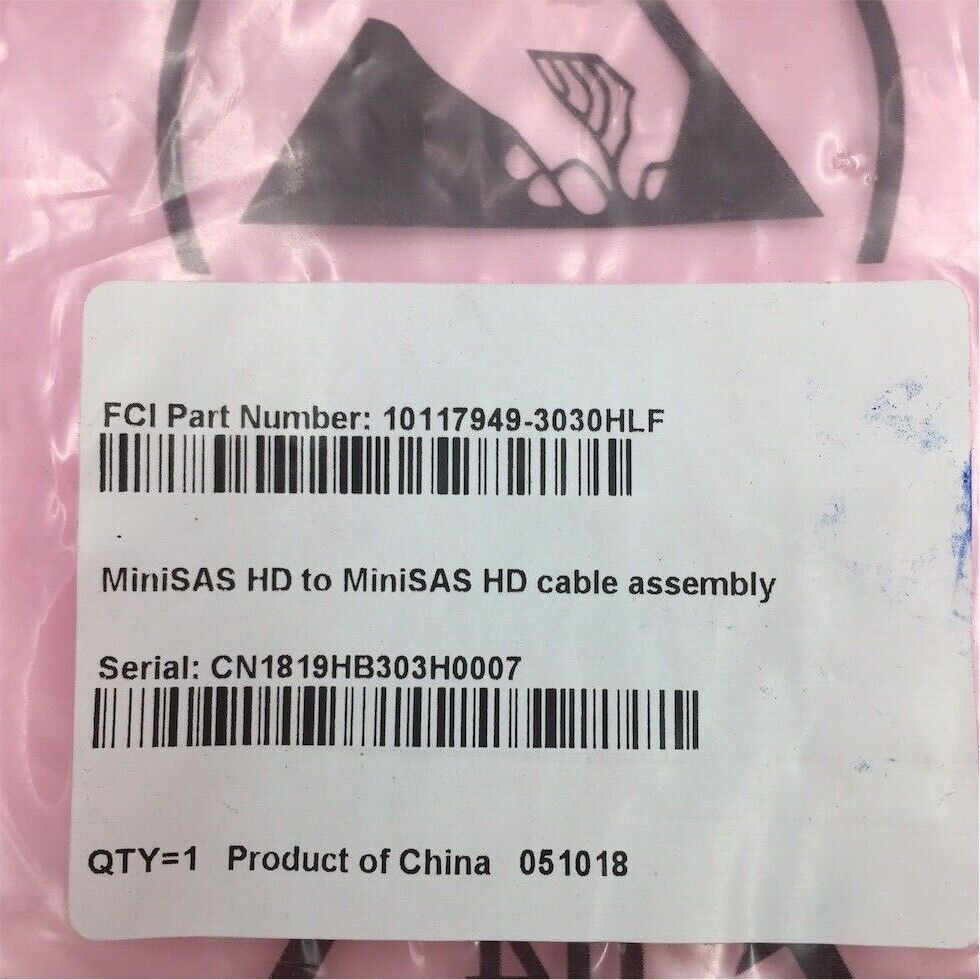 FCI Part Number: 10117949-3030HLF
MiniSAS HD to MiniSAS HD cable assembly
Serial: CN1819HB303H0007
QTY=1 Product of China 051018